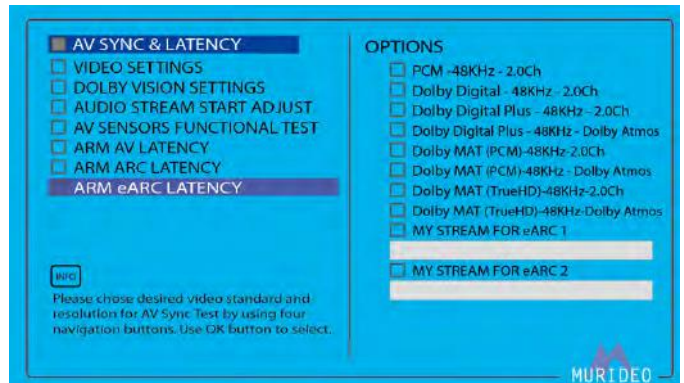 AV SYNC & LATENCY
VIDEO SETTINGS
DOLBY VISION SETTINGS
AUDIO STREAM START ADJUST
AV SENSORS FUNCTIONAL TEST
ARM AV LATENCY
ARM ARC LATENCY
ARM eARC LATENCY
INFO
Please chose desired video standard and
resolution for AV Sync Test by using four
navigation buttons. Use OK button to select.
OPTIONS
PCM -48KHz - 2.0Ch
Dolby Digital - 48KHz - 2.0Ch
Dolby Digital Plus - 48KHz - 2.0Ch
Dolby Digital Plus - 48KHz - Dolby Atmos
Dolby MAT (PCM)-48KHz-2.0Ch
Dolby MAT (PCM)-48KHz - Dolby Atmos
Dolby MAT (TrueHD)-48KHz-2.0Ch
Dolby MAT (TrueHD)-48KHz-Dolby Atmos
MY STREAM FOR eARC 1
MY STREAM FOR eARC 2
MURIDEO